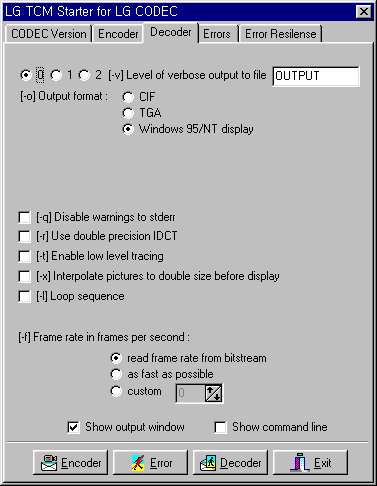 LG TCM Starter for LG CODEC
CODEC Version Encoder Decoder Errors Error Resilense
0 1 2 [-v] Level of verbose output to file OUTPUT
[-o] Output format : CIF
TGA
Windows 95/NT display
[-q] Disable warnings to stderr
[-r] Use double precision IDCT
[-t] Enable low level tracing
[-x] Interpolate pictures to double size before display
[-l] Loop sequence
[-f] Frame rate in frames per second :
read frame rate from bitstream
as fast as possible
custom 0
Show output window Show command line
Encoder Error Decoder Exit